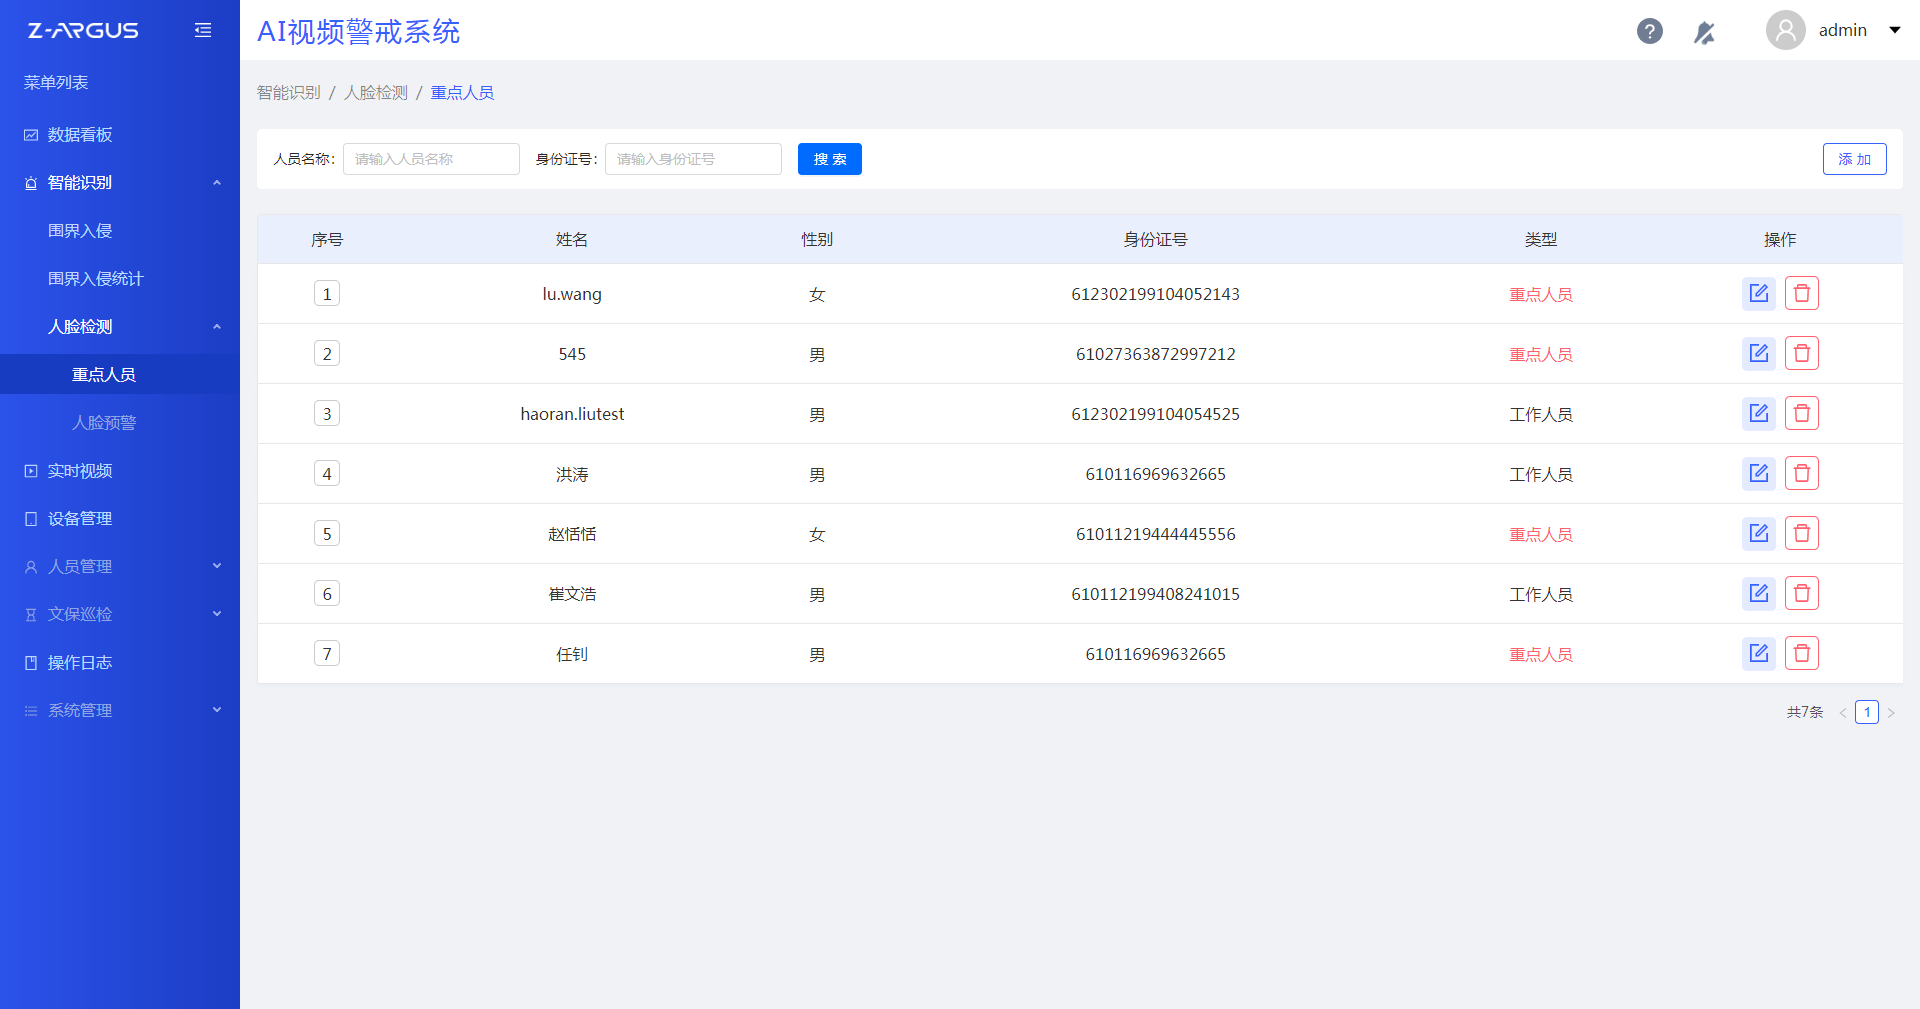 Z-ARGUS
AI视频警戒系统
? admin
菜单列表
数据看板
智能识别
围界入侵
围界入侵统计
人脸检测
重点人员
人脸预警
实时视频
设备管理
人员管理
文保巡检
操作日志
系统管理
智能识别 / 人脸检测 / 重点人员
人员名称: 请输入人员名称 身份证号: 请输入身份证号 搜 索 添 加
序号 姓名 性别 身份证号 类型 操作
1 lu.wang 女 612302199104052143 重点人员
2 545 男 61027363872997212 重点人员
3 haoran.liutest 男 612302199104054525 工作人员
4 洪涛 男 610116969632665 工作人员
5 赵恬恬 女 61011219444445556 重点人员
6 崔文浩 男 610112199408241015 工作人员
7 任钊 男 610116969632665 重点人员
共7条 < 1 >